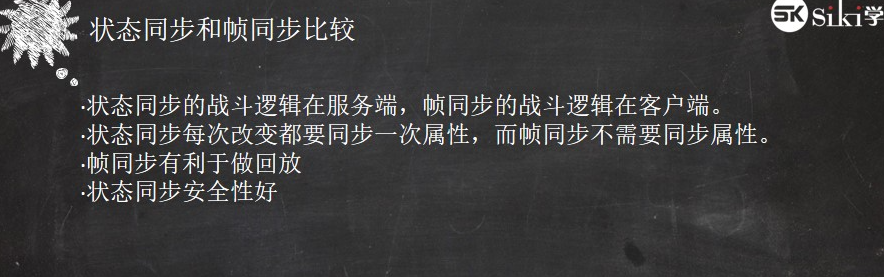 状态同步和帧同步比较
SK Siki学
·状态同步的战斗逻辑在服务端，帧同步的战斗逻辑在客户端。
·状态同步每次改变都要同步一次属性，而帧同步不需要同步属性。
·帧同步有利于做回放
·状态同步安全性好